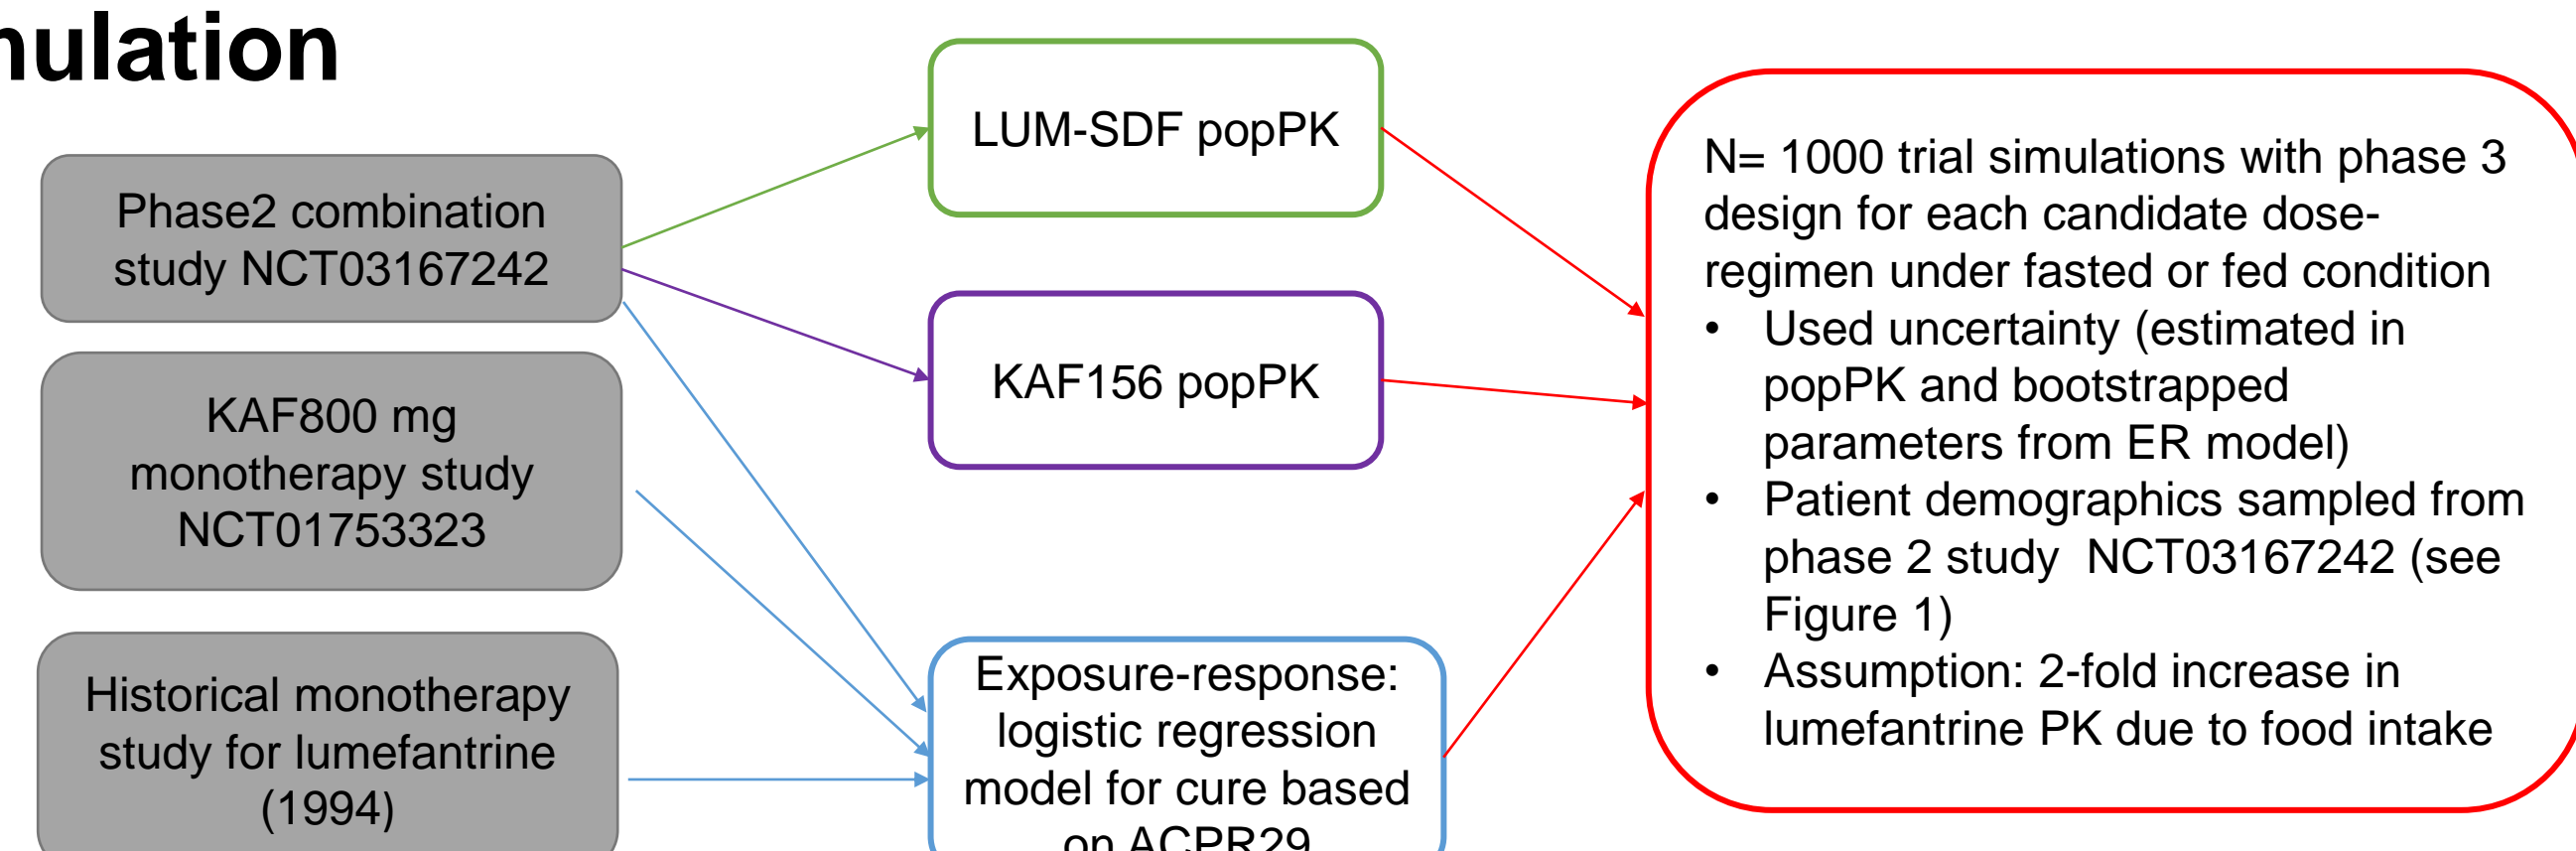 mulation
Phase2 combination
study NCT03167242
KAF800 mg
monotherapy study
NCT01753323
Historical monotherapy
study for lumefantrine
(1994)
LUM-SDF popPK
KAF156 popPK
Exposure-response:
logistic regression
model for cure based
on ACPR29
N= 1000 trial simulations with phase 3
design for each candidate dose-
regimen under fasted or fed condition
• Used uncertainty (estimated in
popPK and bootstrapped
parameters from ER model)
• Patient demographics sampled from
phase 2 study NCT03167242 (see
Figure 1)
• Assumption: 2-fold increase in
lumefantrine PK due to food intake